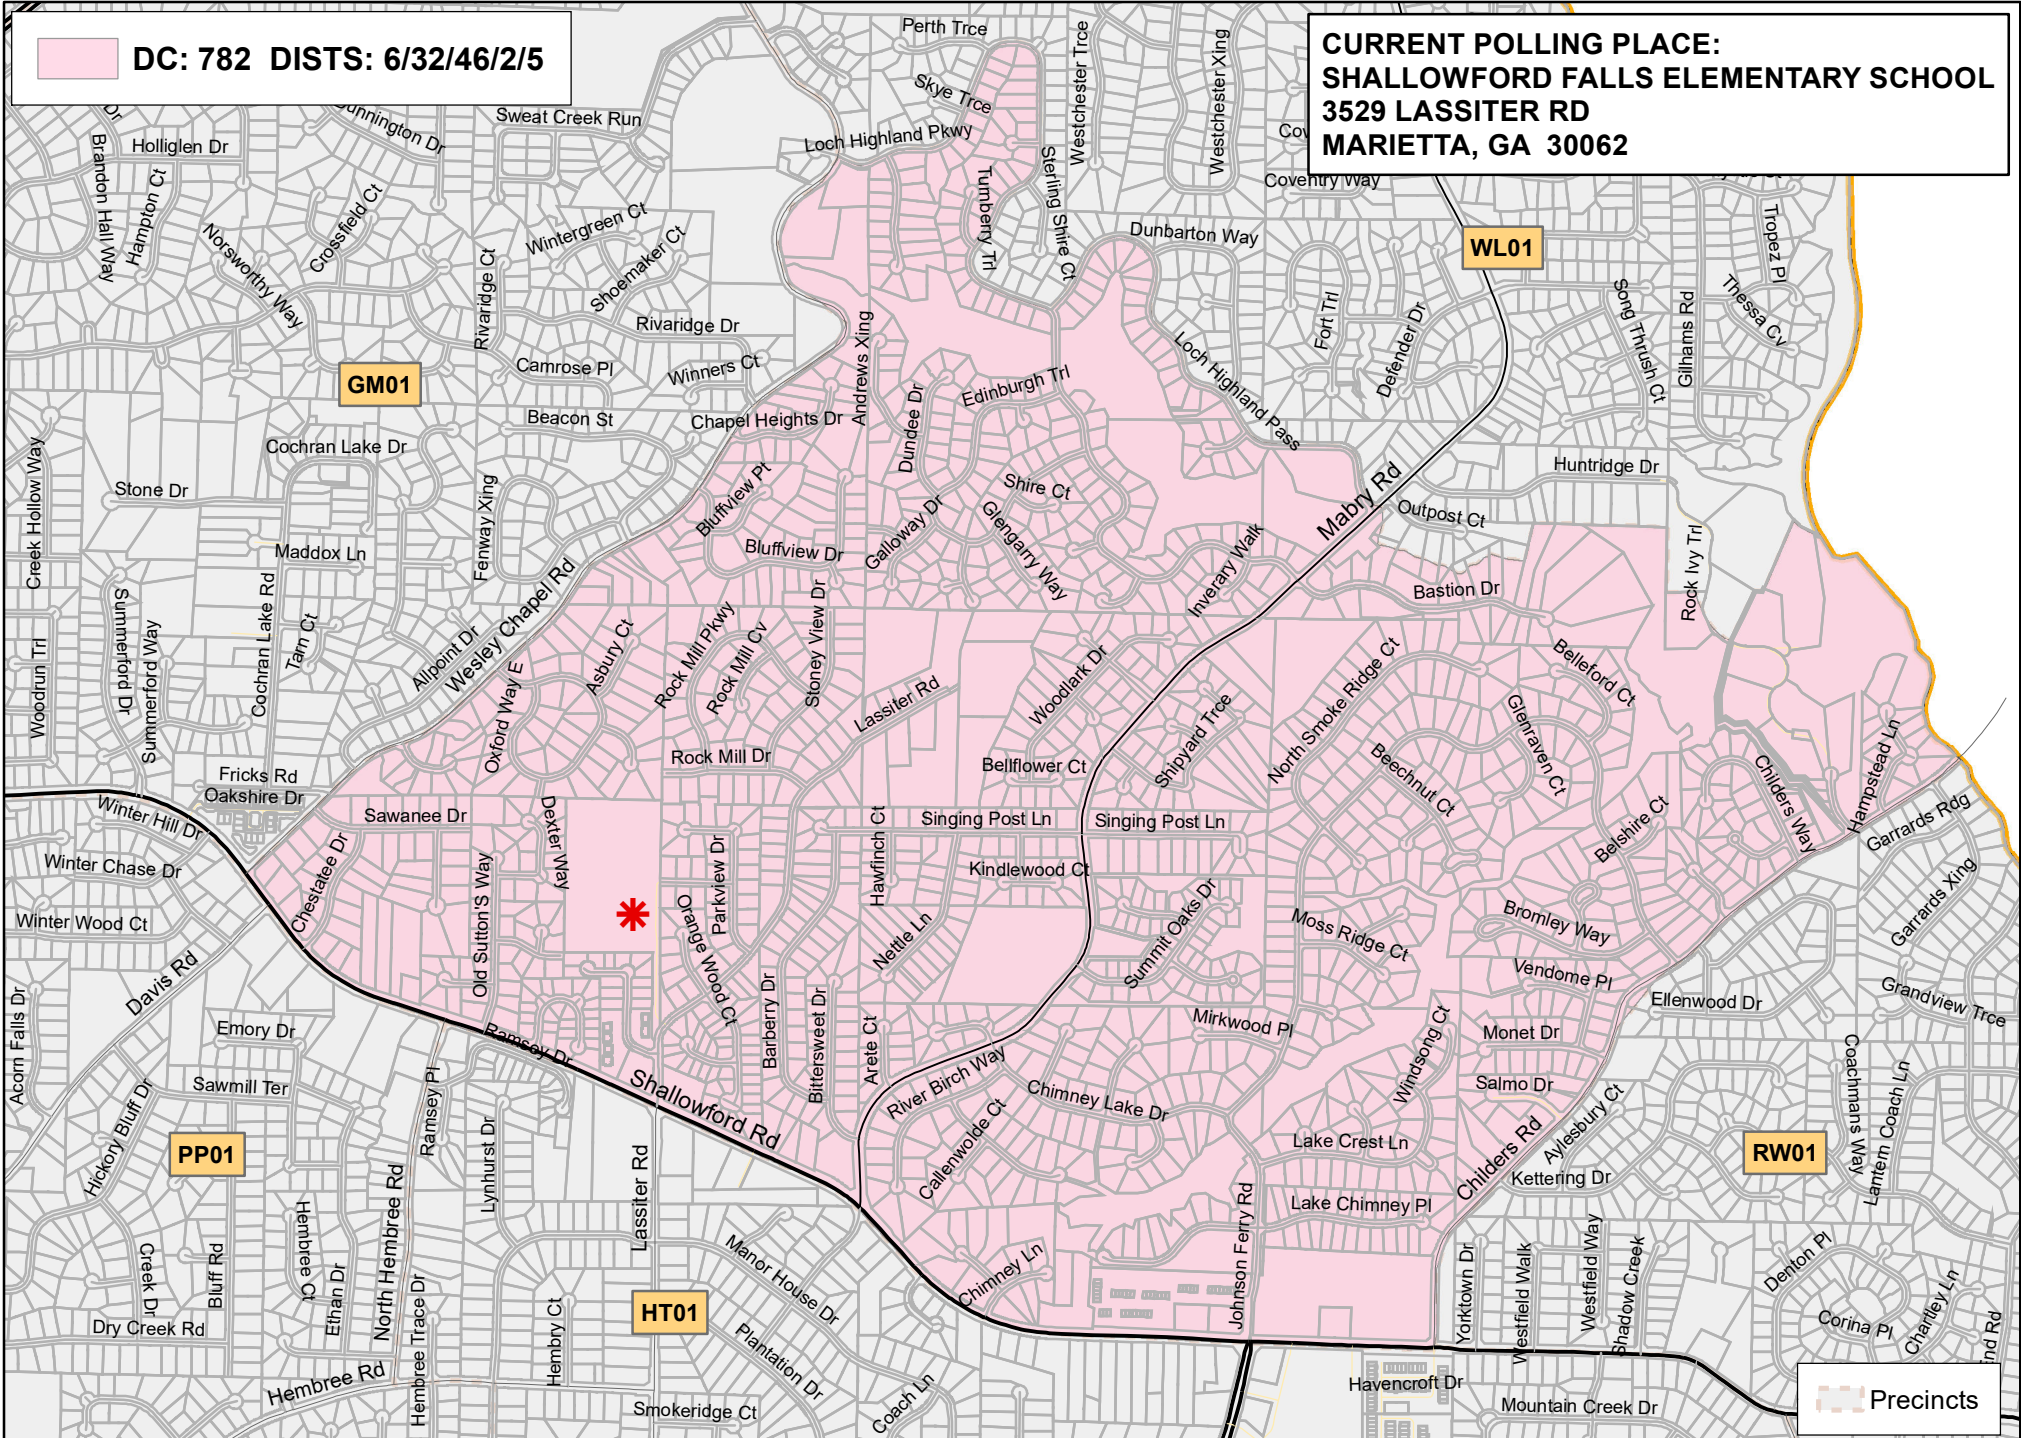 DC: 782 DISTS: 6/32/46/2/5
CURRENT POLLING PLACE:
SHALLOWFORD FALLS ELEMENTARY SCHOOL
3529 LASSITER RD
MARIETTA, GA 30062
Perth Trce
Skye Trce
Loch Highland Pkwy
Westchester Trce
Westchester Xing
Coventry Way
Sweat Creek Run
Holliglen Dr
Brandon Hall Way
Hampton Ct
Crossfield Ct
Norsworthy Way
Wintergreen Ct
Shoemaker Ct
Rivaridge Ct
Rivaridge Dr
Turnberry Trl
Sterling Shire Ct
Dunbarton Way
WL01
Tropez Pl
Thessa Cv
Song Thrush Ct
Gilhams Rd
Fort Trl
Defender Dr
Loch Highland Pass
GM01
Camrose Pl
Winners Ct
Beacon St
Chapel Heights Dr
Andrews Xing
Dundee Dr
Edinburgh Trl
Cochran Lake Dr
Creek Hollow Way
Stone Dr
Fenway Xing
Maddox Ln
Bluffview Pt
Bluffview Dr
Galloway Dr
Shire Ct
Glengarry Way
Inverary Walk
Mabry Rd
Huntridge Dr
Outpost Ct
Bastion Dr
Rock Ivy Trl
Summerford Dr
Summerford Way
Woodrun Trl
Cochran Lake Rd
Tarn Ct
Allpoint Dr
Wesley Chapel Rd
Oxford Way E
Asbury Ct
Rock Mill Pkwy
Rock Mill Cv
Stoney View Dr
Lassiter Rd
Rock Mill Dr
Woodlark Dr
Bellflower Ct
Shipyard Trce
North Smoke Ridge Ct
Belleford Ct
Glenraven Ct
Beechnut Ct
Belshire Ct
Childers Way
Hampstead Ln
Garrards Rdg
Garrards Xing
Fricks Rd
Oakshire Dr
Winter Hill Dr
Winter Chase Dr
Winter Wood Ct
Sawanee Dr
Chestatee Dr
Dexter Way
Old Sutton'S Way
Parkview Dr
Orange Wood Ct
Hawfinch Ct
Singing Post Ln
Singing Post Ln
Kindlewood Ct
Nettle Ln
Summit Oaks Dr
Moss Ridge Ct
Bromley Way
Vendome Pl
Ellenwood Dr
Grandview Trce
Davis Rd
Acorn Falls Dr
Emory Dr
Sawmill Ter
Hickory Bluff Dr
Ramsey Dr
Ramsey Pl
Shallowford Rd
Barberry Dr
Bittersweet Dr
Arete Ct
River Birch Way
Callenwolde Ct
Chimney Lake Dr
Mirkwood Pl
Windsong Ct
Monet Dr
Salmo Dr
Aylesbury Ct
Childers Rd
Kettering Dr
Coachmans Way
Lantern Coach Ln
PP01
RW01
Lake Crest Ln
Lake Chimney Pl
Johnson Ferry Rd
Chimney Ln
Lynhurst Dr
Lassiter Rd
North Hembree Rd
Hembree Ct
Ethan Dr
Creek Dr
Bluff Rd
Dry Creek Rd
Hembree Rd
Hembree Trace Dr
Hembry Ct
HT01
Manor House Dr
Plantation Dr
Coach Ln
Smokeridge Ct
Yorktown Dr
Westfield Walk
Westfield Way
Shadow Creek
Denton Pl
Corina Pl
Chartley Ln
Havencroft Dr
Mountain Creek Dr
Precincts